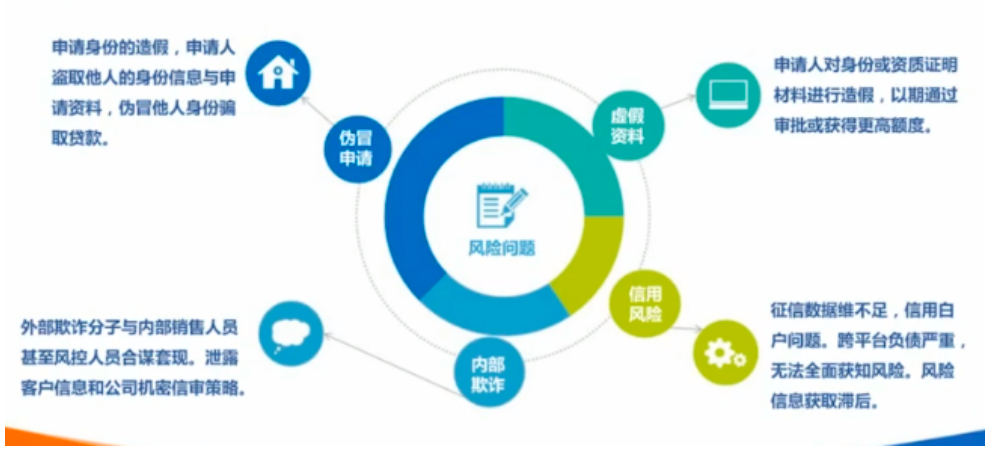 申请身份的造假，申请人
盗取他人的身份信息与申
请资料，伪冒他人身份骗
取贷款。
伪冒
申请
虚假
资料
申请人对身份或资质证明
材料进行造假，以期通过
审批或获得更高额度。
风险问题
外部欺诈分子与内部销售人员
甚至风控人员合谋套现。泄露
客户信息和公司机密信审策略。
内部
欺诈
信用
风险
征信数据维不足，信用白
户问题。跨平台负债严重，
无法全面获知风险。风险
信息获取滞后。